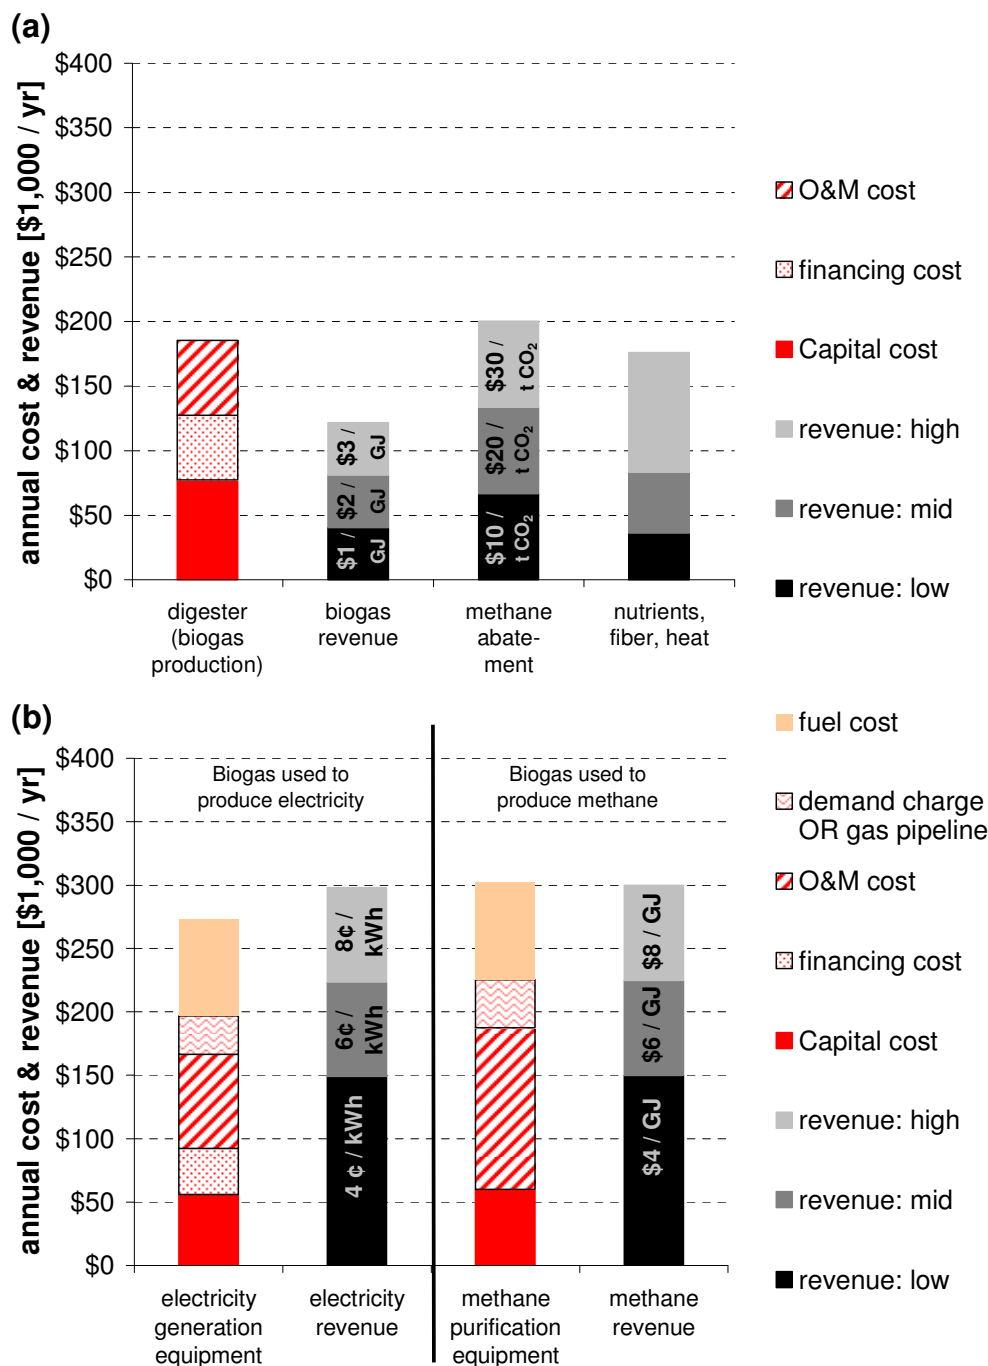 (a)
annual cost & revenue [$1,000 / yr]
$400
$350
$300
$250
$200
$150
$100
$50
$0
$1 /
GJ
$2 /
GJ
$3 /
GJ
$10 /
t CO₂
$20 /
t CO₂
$30 /
t CO₂
digester
(biogas
production)
biogas
revenue
methane
abate-
ment
nutrients,
fiber, heat
O&M cost
financing cost
Capital cost
revenue: high
revenue: mid
revenue: low
(b)
annual cost & revenue [$1,000 / yr]
$400
$350
$300
$250
$200
$150
$100
$50
$0
Biogas used to
produce electricity
Biogas used to
produce methane
4 ¢ / kWh
6¢ /
kWh
8¢ /
kWh
$4 / GJ
$6 / GJ
$8 / GJ
electricity
generation
equipment
electricity
revenue
methane
purification
equipment
methane
revenue
fuel cost
demand charge
OR gas pipeline
O&M cost
financing cost
Capital cost
revenue: high
revenue: mid
revenue: low